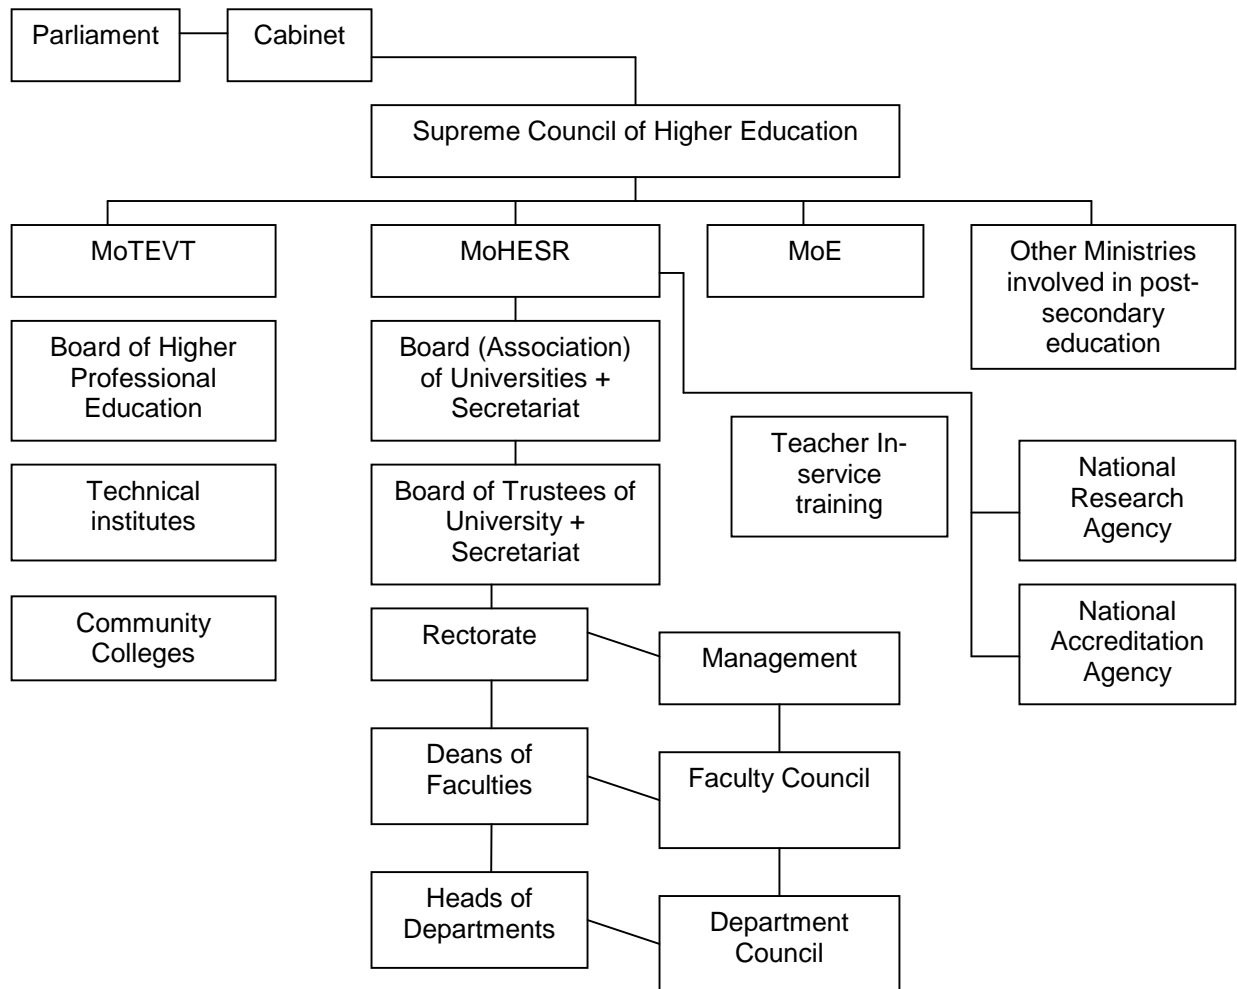 Parliament
Cabinet
Supreme Council of Higher Education
MoTEVT
MoHESR
MoE
Other Ministries
involved in post-
secondary
education
Board of Higher
Professional
Education
Board (Association)
of Universities +
Secretariat
Teacher In-
service
training
National
Research
Agency
Technical
institutes
Board of Trustees of
University +
Secretariat
Community
Colleges
Rectorate
Management
National
Accreditation
Agency
Deans of
Faculties
Faculty Council
Heads of
Departments
Department
Council